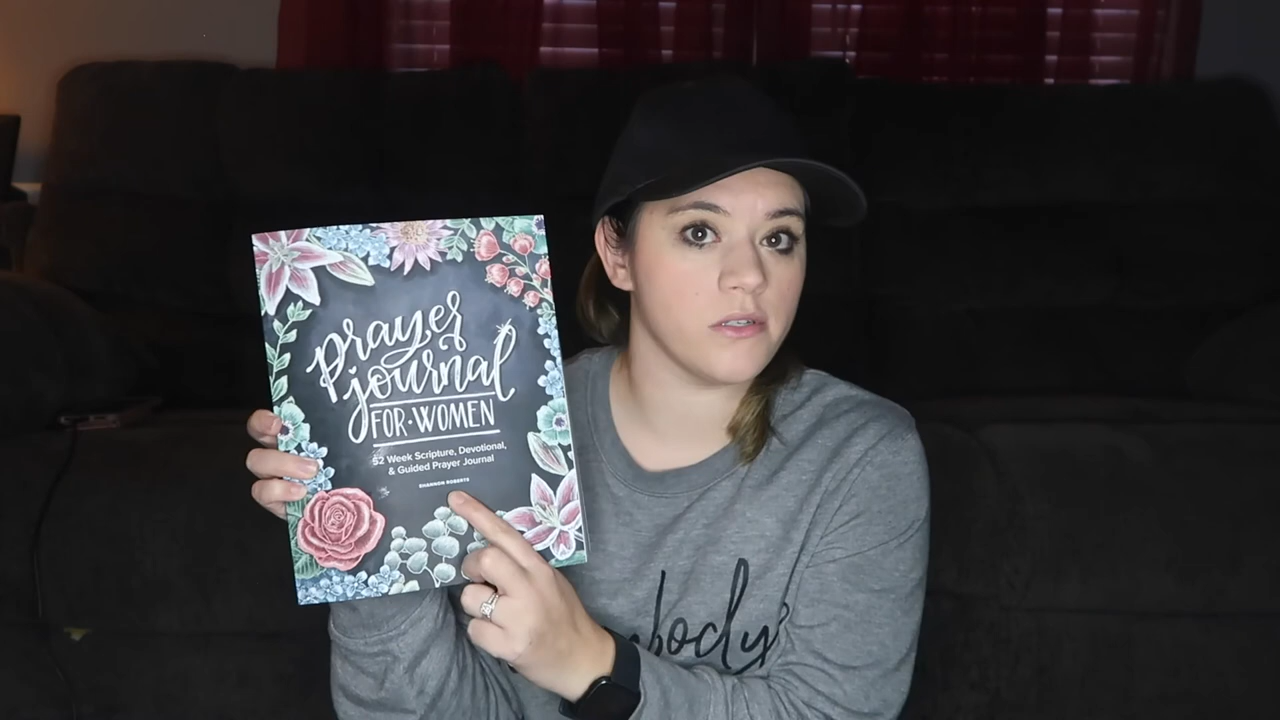 prayer
journal
FOR·WOMEN
52 Week Scripture, Devotional,
& Guided Prayer Journal
SHANNON ROBERTS